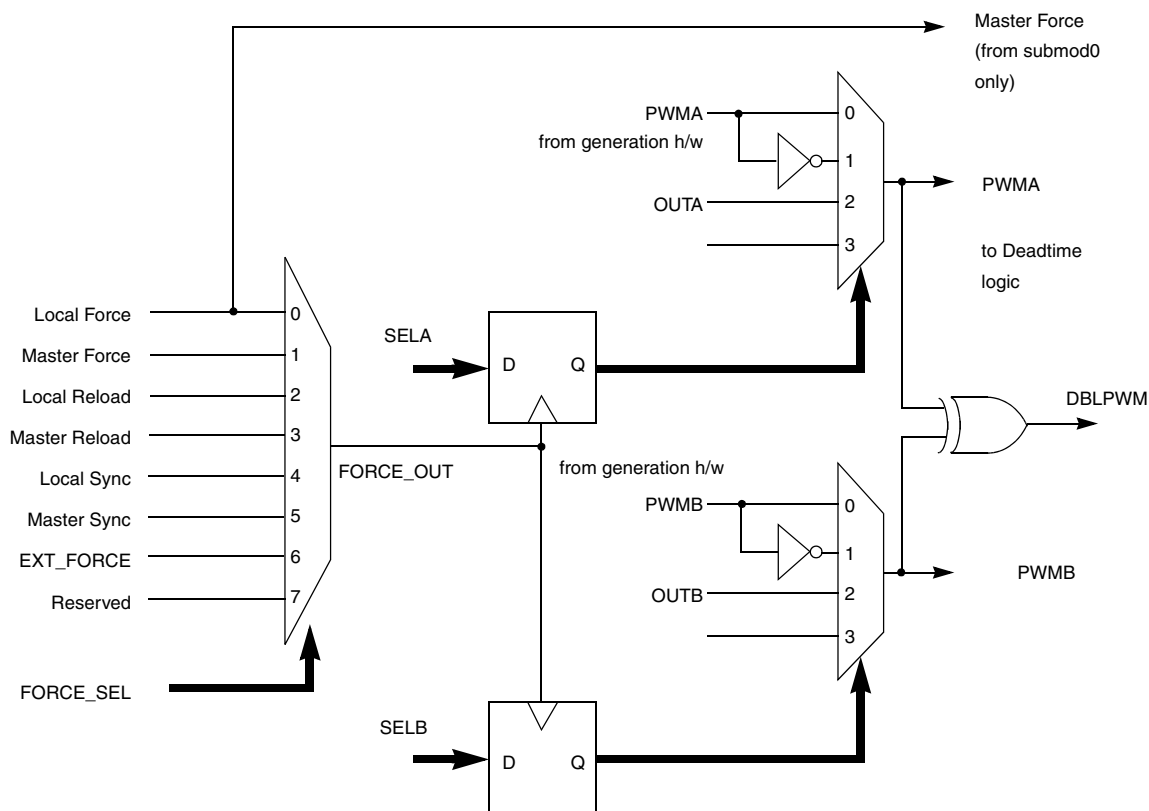 Master Force
(from submod0
only)
PWMA
from generation h/w
0
1
OUTA
2
3
PWMA
to Deadtime
logic
Local Force
0
Master Force
1
Local Reload
2
Master Reload
3
Local Sync
4
Master Sync
5
EXT_FORCE
6
Reserved
7
FORCE_SEL
FORCE_OUT
SELA
D
Q
DBLPWM
from generation h/w
PWMB
0
1
OUTB
2
3
PWMB
SELB
D
Q